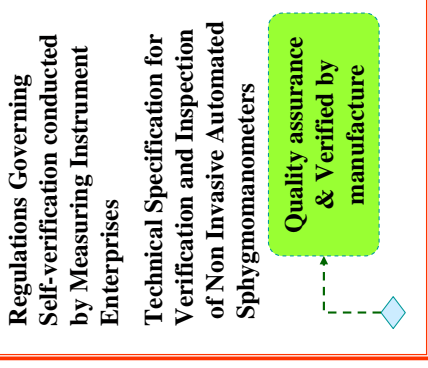 Regulations Governing
Self-verification conducted
by Measuring Instrument
Enterprises
Technical Specification for
Verification and Inspection
of Non Invasive Automated
Sphygmomanometers
Quality assurance
& Verified by
manufacture